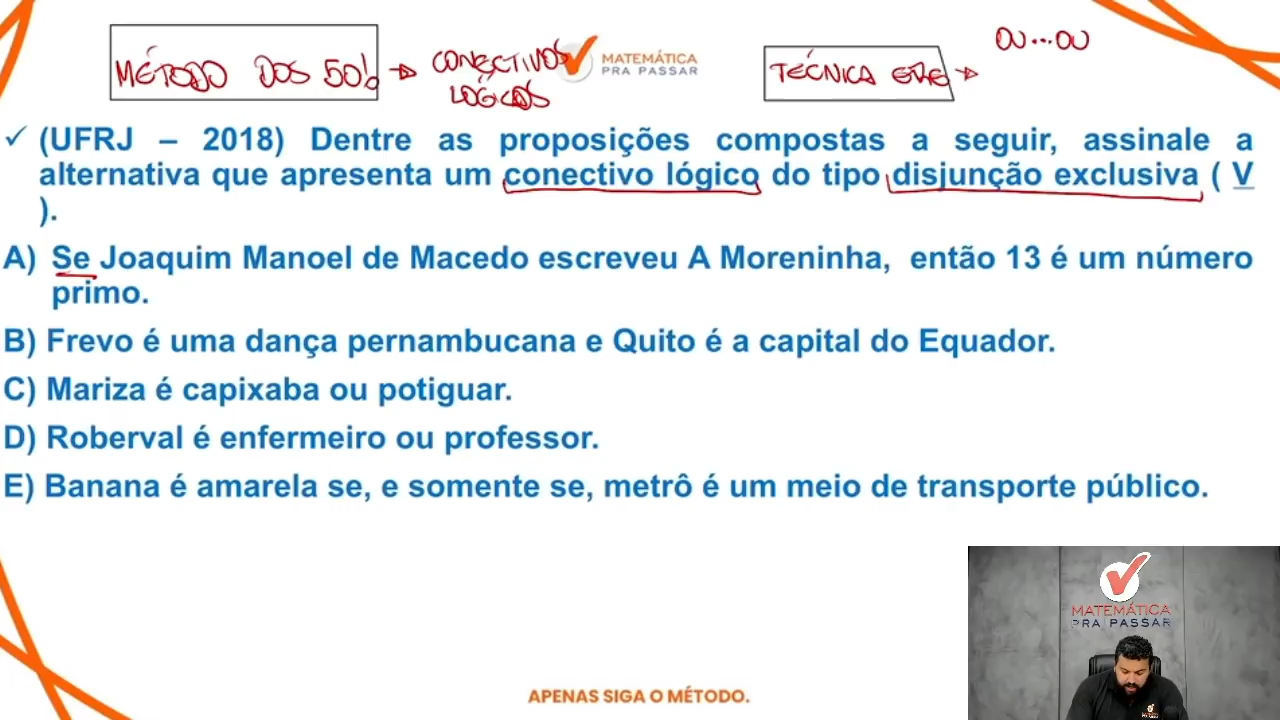 MÉTODO DOS 50%
CONECTIVOS
LÓGICOS
MATEMÁTICA
PRA PASSAR
TÉCNICA
OU...OU
✓ (UFRJ – 2018) Dentre as proposições compostas a seguir, assinale a
alternativa que apresenta um conectivo lógico do tipo disjunção exclusiva ( V
).
A) Se Joaquim Manoel de Macedo escreveu A Moreninha, então 13 é um número
primo.
B) Frevo é uma dança pernambucana e Quito é a capital do Equador.
C) Mariza é capixaba ou potiguar.
D) Roberval é enfermeiro ou professor.
E) Banana é amarela se, e somente se, metrô é um meio de transporte público.
MATEMÁTICA
PRA PASSAR
APENAS SIGA O MÉTODO.